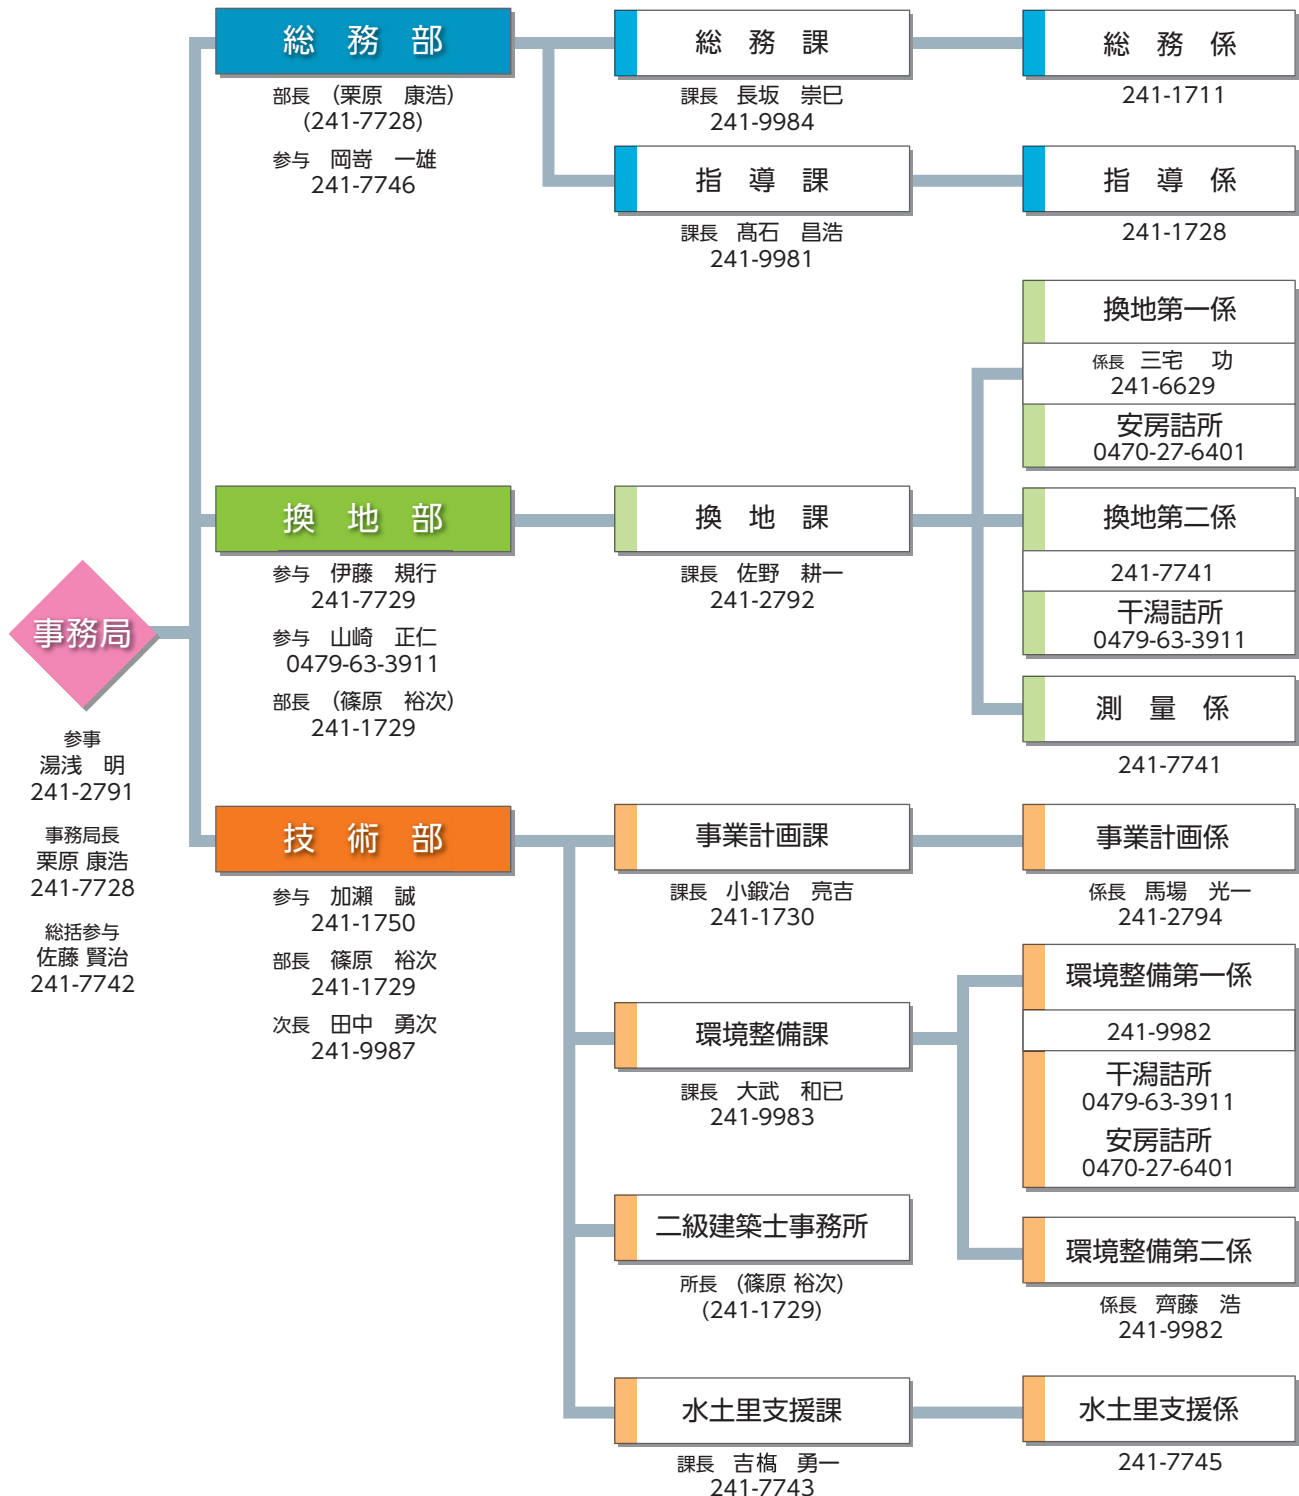 事務局
参事
湯浅　明
241-2791
事務局長
栗原 康浩
241-7728
総括参与
佐藤 賢治
241-7742
総　務　部
部長　(栗原　康浩)
(241-7728)
参与　岡嵜　一雄
241-7746
総　務　課
課長　長坂　崇巳
241-9984
総　務　係
241-1711
指　導　課
課長　髙石　昌浩
241-9981
指　導　係
241-1728
換　地　部
参与　伊藤　規行
241-7729
参与　山崎　正仁
0479-63-3911
部長　(篠原　裕次)
241-1729
換　地　課
課長　佐野　耕一
241-2792
換地第一係
係長　三宅　功
241-6629
安房詰所
0470-27-6401
換地第二係
241-7741
干潟詰所
0479-63-3911
測　量　係
241-7741
技　術　部
参与　加瀬　誠
241-1750
部長　篠原　裕次
241-1729
次長　田中　勇次
241-9987
事業計画課
課長　小鍛冶　亮吉
241-1730
事業計画係
係長　馬場　光一
241-2794
環境整備課
課長　大武　和巳
241-9983
環境整備第一係
241-9982
干潟詰所
0479-63-3911
安房詰所
0470-27-6401
環境整備第二係
係長　齊藤　浩
241-9982
二級建築士事務所
所長　(篠原 裕次)
(241-1729)
水土里支援課
課長　吉槗　勇一
241-7743
水土里支援係
241-7745